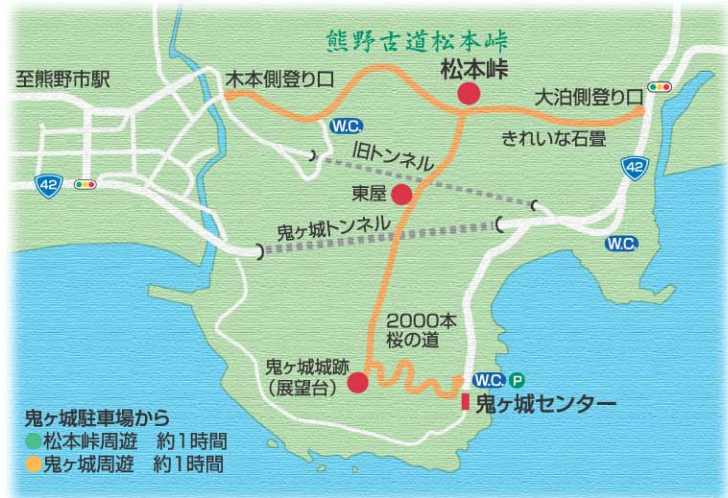 熊野古道松本峠
松本峠
至熊野市駅
木本側登り口
大泊側登り口
W.C.
きれいな石畳
旧トンネル
42
42
東屋
鬼ヶ城トンネル
W.C.
2000本
桜の道
鬼ヶ城城跡
(展望台)
W.C. P
鬼ヶ城センター
鬼ヶ城駐車場から
松本峠周遊 約1時間
鬼ヶ城周遊 約1時間